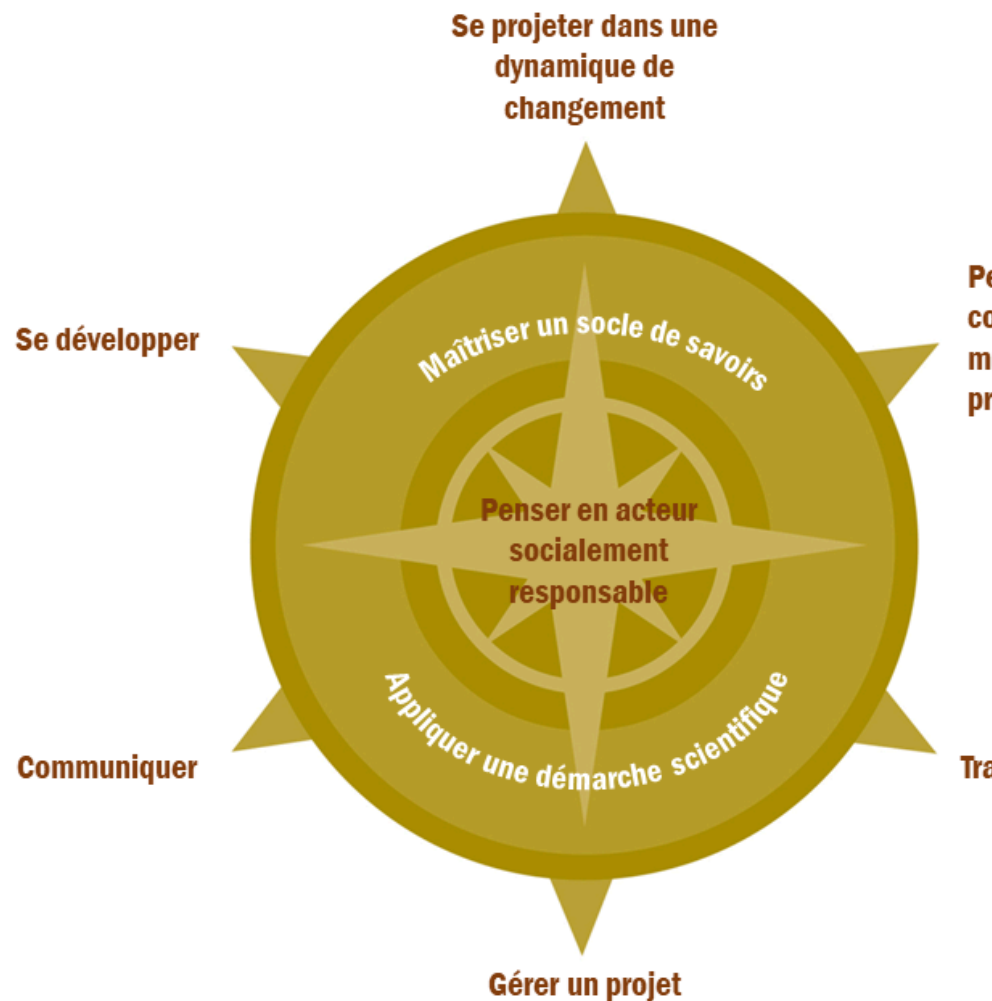 Se projeter dans une
dynamique de
changement
Se développer
Maîtriser un socle de savoirs
Penser en acteur
socialement
responsable
Appliquer une démarche scientifique
Communiquer
Gérer un projet